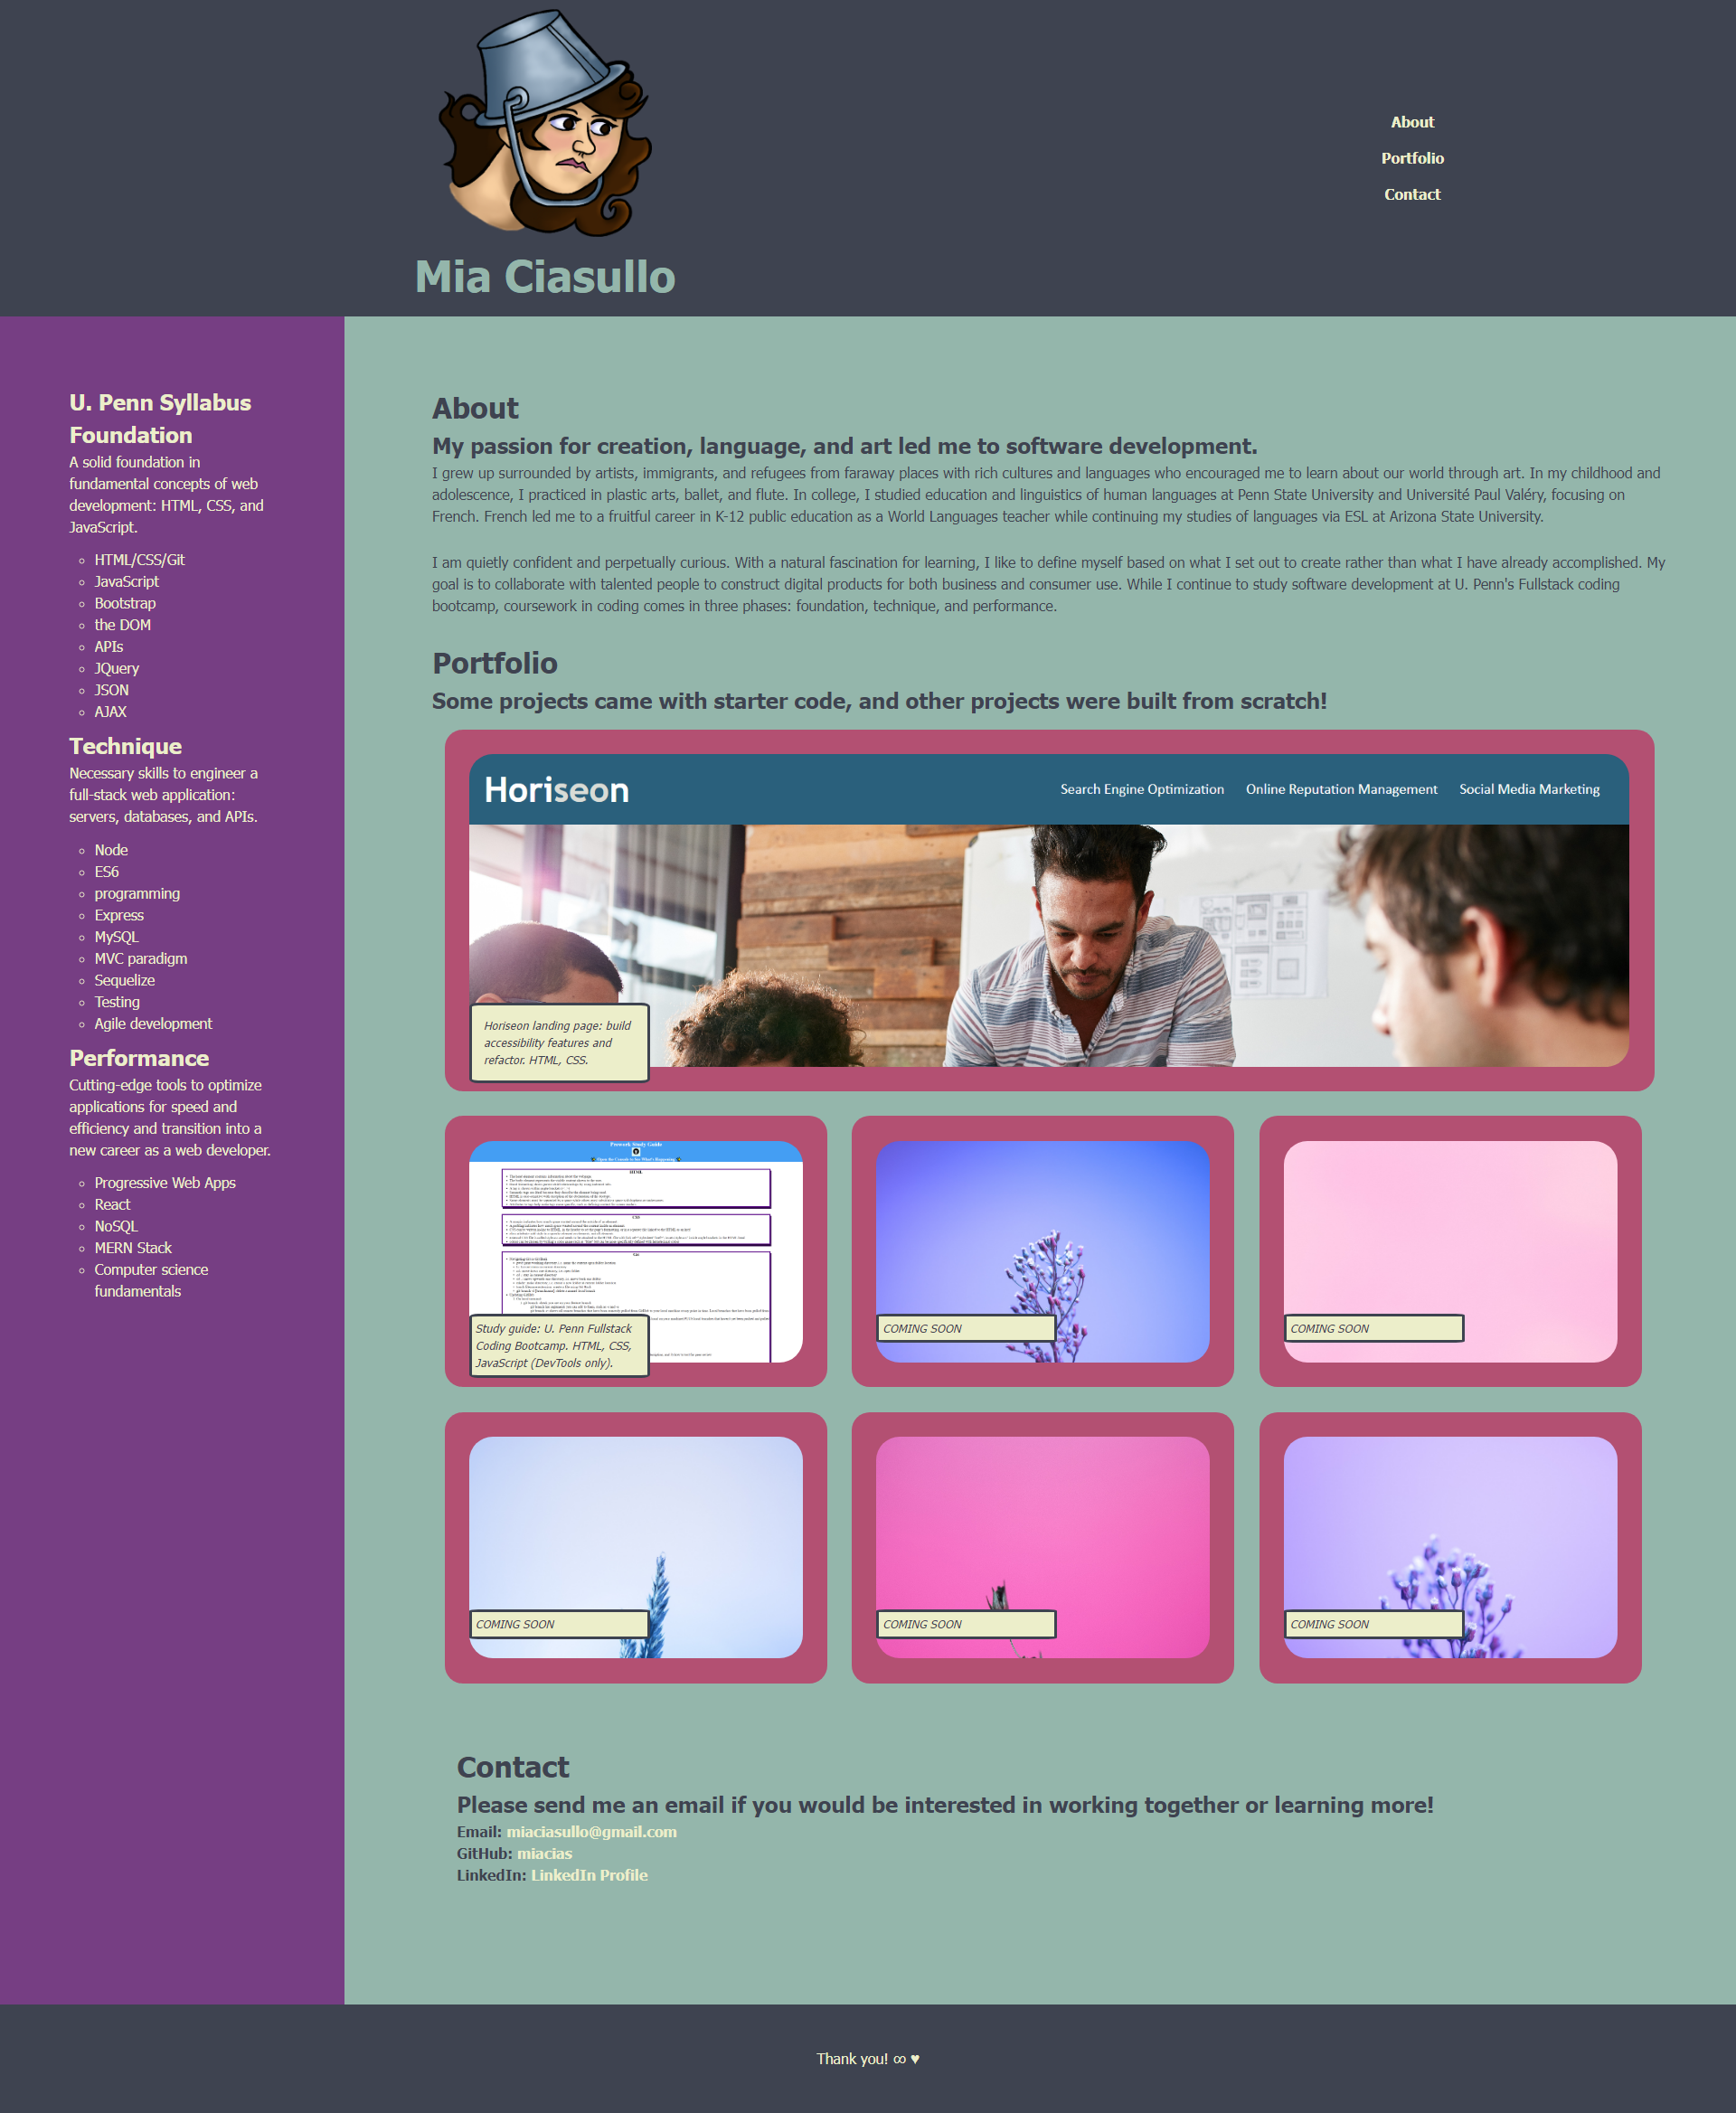 Mia Ciasullo
About
Portfolio
Contact
U. Penn Syllabus
Foundation
A solid foundation in
fundamental concepts of web
development: HTML, CSS, and
JavaScript.
HTML/CSS/Git
JavaScript
Bootstrap
the DOM
APIs
JQuery
JSON
AJAX
Technique
Necessary skills to engineer a
full-stack web application:
servers, databases, and APIs.
Node
ES6
programming
Express
MySQL
MVC paradigm
Sequelize
Testing
Agile development
Performance
Cutting-edge tools to optimize
applications for speed and
efficiency and transition into a
new career as a web developer.
Progressive Web Apps
React
NoSQL
MERN Stack
Computer science
fundamentals
About
My passion for creation, language, and art led me to software development.
I grew up surrounded by artists, immigrants, and refugees from faraway places with rich cultures and languages who encouraged me to learn about our world through art. In my childhood and
adolescence, I practiced in plastic arts, ballet, and flute. In college, I studied education and linguistics of human languages at Penn State University and Université Paul Valéry, focusing on
French. French led me to a fruitful career in K-12 public education as a World Languages teacher while continuing my studies of languages via ESL at Arizona State University.
I am quietly confident and perpetually curious. With a natural fascination for learning, I like to define myself based on what I set out to create rather than what I have already accomplished. My
goal is to collaborate with talented people to construct digital products for both business and consumer use. While I continue to study software development at U. Penn's Fullstack coding
bootcamp, coursework in coding comes in three phases: foundation, technique, and performance.
Portfolio
Some projects came with starter code, and other projects were built from scratch!
Horiseon
Search Engine Optimization Online Reputation Management Social Media Marketing
Horiseon landing page: build
accessibility features and
refactor. HTML, CSS.
Prework Study Guide
HTML
CSS
Git
Study guide: U. Penn Fullstack
Coding Bootcamp. HTML, CSS,
JavaScript (DevTools only).
COMING SOON
COMING SOON
COMING SOON
COMING SOON
COMING SOON
Contact
Please send me an email if you would be interested in working together or learning more!
Email: miaciasullo@gmail.com
GitHub: miacias
LinkedIn: LinkedIn Profile
Thank you! ∞ ♥